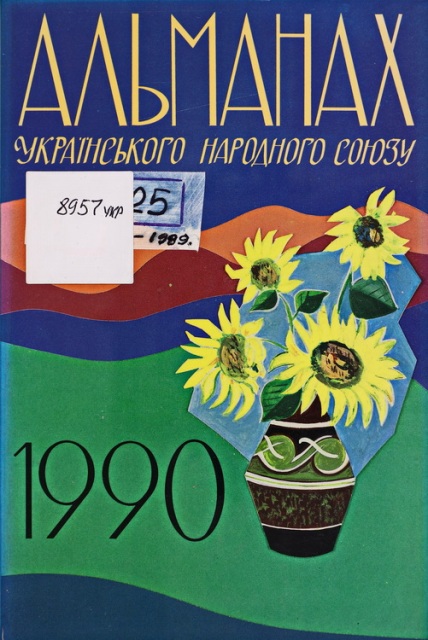 АЛЬМАНАХ
УКРАЇНСЬКОГО НАРОДНОГО СОЮЗУ
8957 укр
25
- 1989.
1990